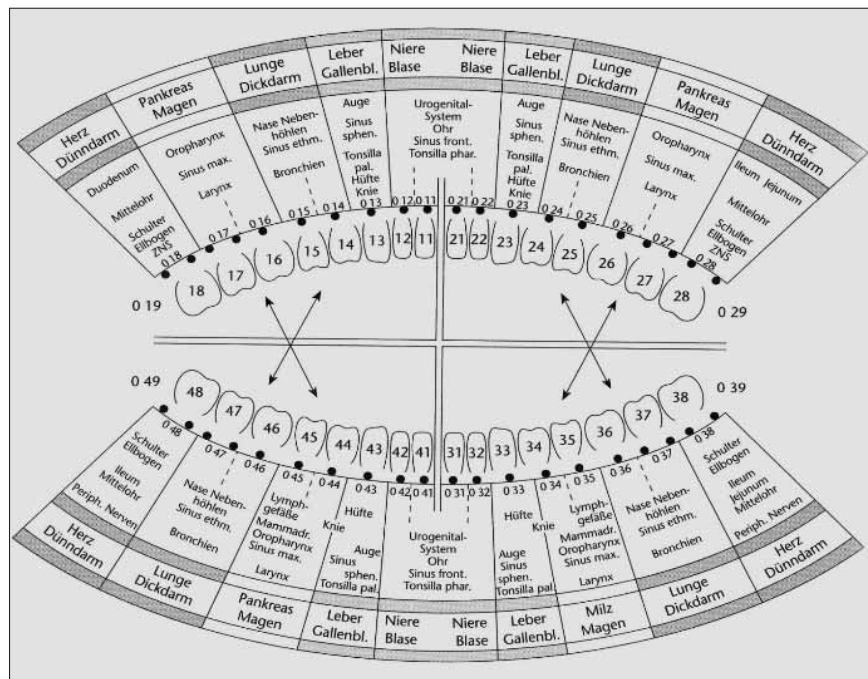 Herz
Dünndarm
Pankreas
Magen
Lunge
Dickdarm
Leber
Gallenbl.
Niere
Blase
Niere
Blase
Leber
Gallenbl.
Lunge
Dickdarm
Pankreas
Magen
Herz
Dünndarm
Duodenum
Mittelohr
Schulter
Ellbogen
ZNS
Oropharynx
Sinus max.
Larynx
Nase Neben-
höhlen
Sinus ethm.
Bronchien
Auge
Sinus
sphen.
Tonsilla
pal.
Hüfte
Knie
Urogenital-
System
Ohr
Sinus front.
Tonsilla phar.
Auge
Sinus
sphen.
Tonsilla
pal.
Hüfte
Knie
Nase Neben-
höhlen
Sinus ethm.
Bronchien
Oropharynx
Sinus max.
Larynx
Ileum Jejunum
Mittelohr
Schulter
Ellbogen
ZNS
0 18 0 17 0 16 0 15 0 14 0 13 0 12 0 11 0 21 0 22 0 23 0 24 0 25 0 26 0 27 0 28
0 19 18 17 16 15 14 13 12 11 21 22 23 24 25 26 27 28 0 29
0 49 48 47 46 45 44 43 42 41 31 32 33 34 35 36 37 38 0 39
0 48 0 47 0 46 0 45 0 44 0 43 0 42 0 41 0 31 0 32 0 33 0 34 0 35 0 36 0 37 0 38
Schulter
Ellbogen
Ileum
Mittelohr
Periph. Nerven
Nase Neben-
höhlen
Sinus ethm.
Bronchien
Lymph-
gefäße
Mammadr.
Oropharynx
Sinus max.
Larynx
Hüfte
Knie
Auge
Sinus
sphen.
Tonsilla pal.
Urogenital-
System
Ohr
Sinus front.
Tonsilla phar.
Hüfte
Knie
Auge
Sinus
sphen.
Tonsilla pal.
Lymph-
gefäße
Mammadr.
Oropharynx
Sinus max.
Larynx
Nase Neben-
höhlen
Sinus ethm.
Bronchien
Schulter
Ellbogen
Ileum
Jejunum
Mittelohr
Periph. Nerven
Herz
Dünndarm
Lunge
Dickdarm
Pankreas
Magen
Leber
Gallenbl.
Niere
Blase
Niere
Blase
Leber
Gallenbl.
Milz
Magen
Lunge
Dickdarm
Herz
Dünndarm